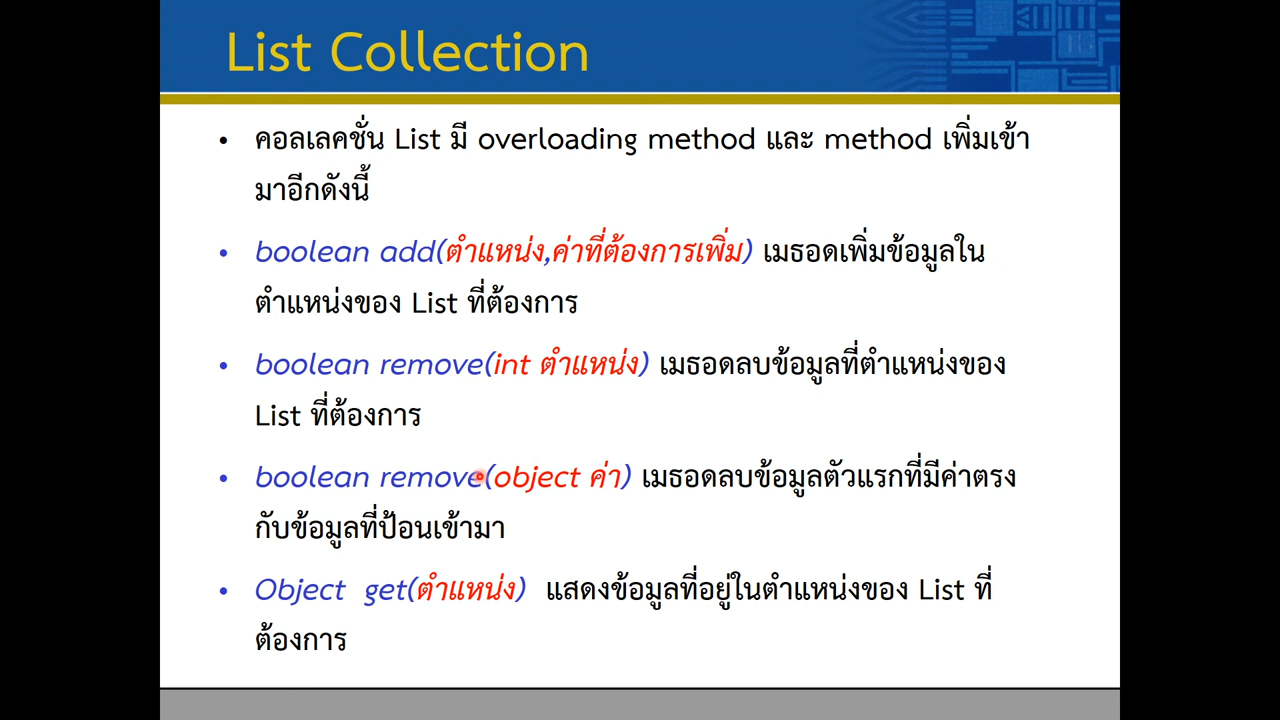 List Collection
• คอลเลคชั่น List มี overloading method และ method เพิ่มเข้า
มาอีกดังนี้
• boolean add(ตำแหน่ง,ค่าที่ต้องการเพิ่ม) เมธอดเพิ่มข้อมูลใน
ตำแหน่งของ List ที่ต้องการ
• boolean remove(int ตำแหน่ง) เมธอดลบข้อมูลที่ตำแหน่งของ
List ที่ต้องการ
• boolean remove(object ค่า) เมธอดลบข้อมูลตัวแรกที่มีค่าตรง
กับข้อมูลที่ป้อนเข้ามา
• Object get(ตำแหน่ง) แสดงข้อมูลที่อยู่ในตำแหน่งของ List ที่
ต้องการ